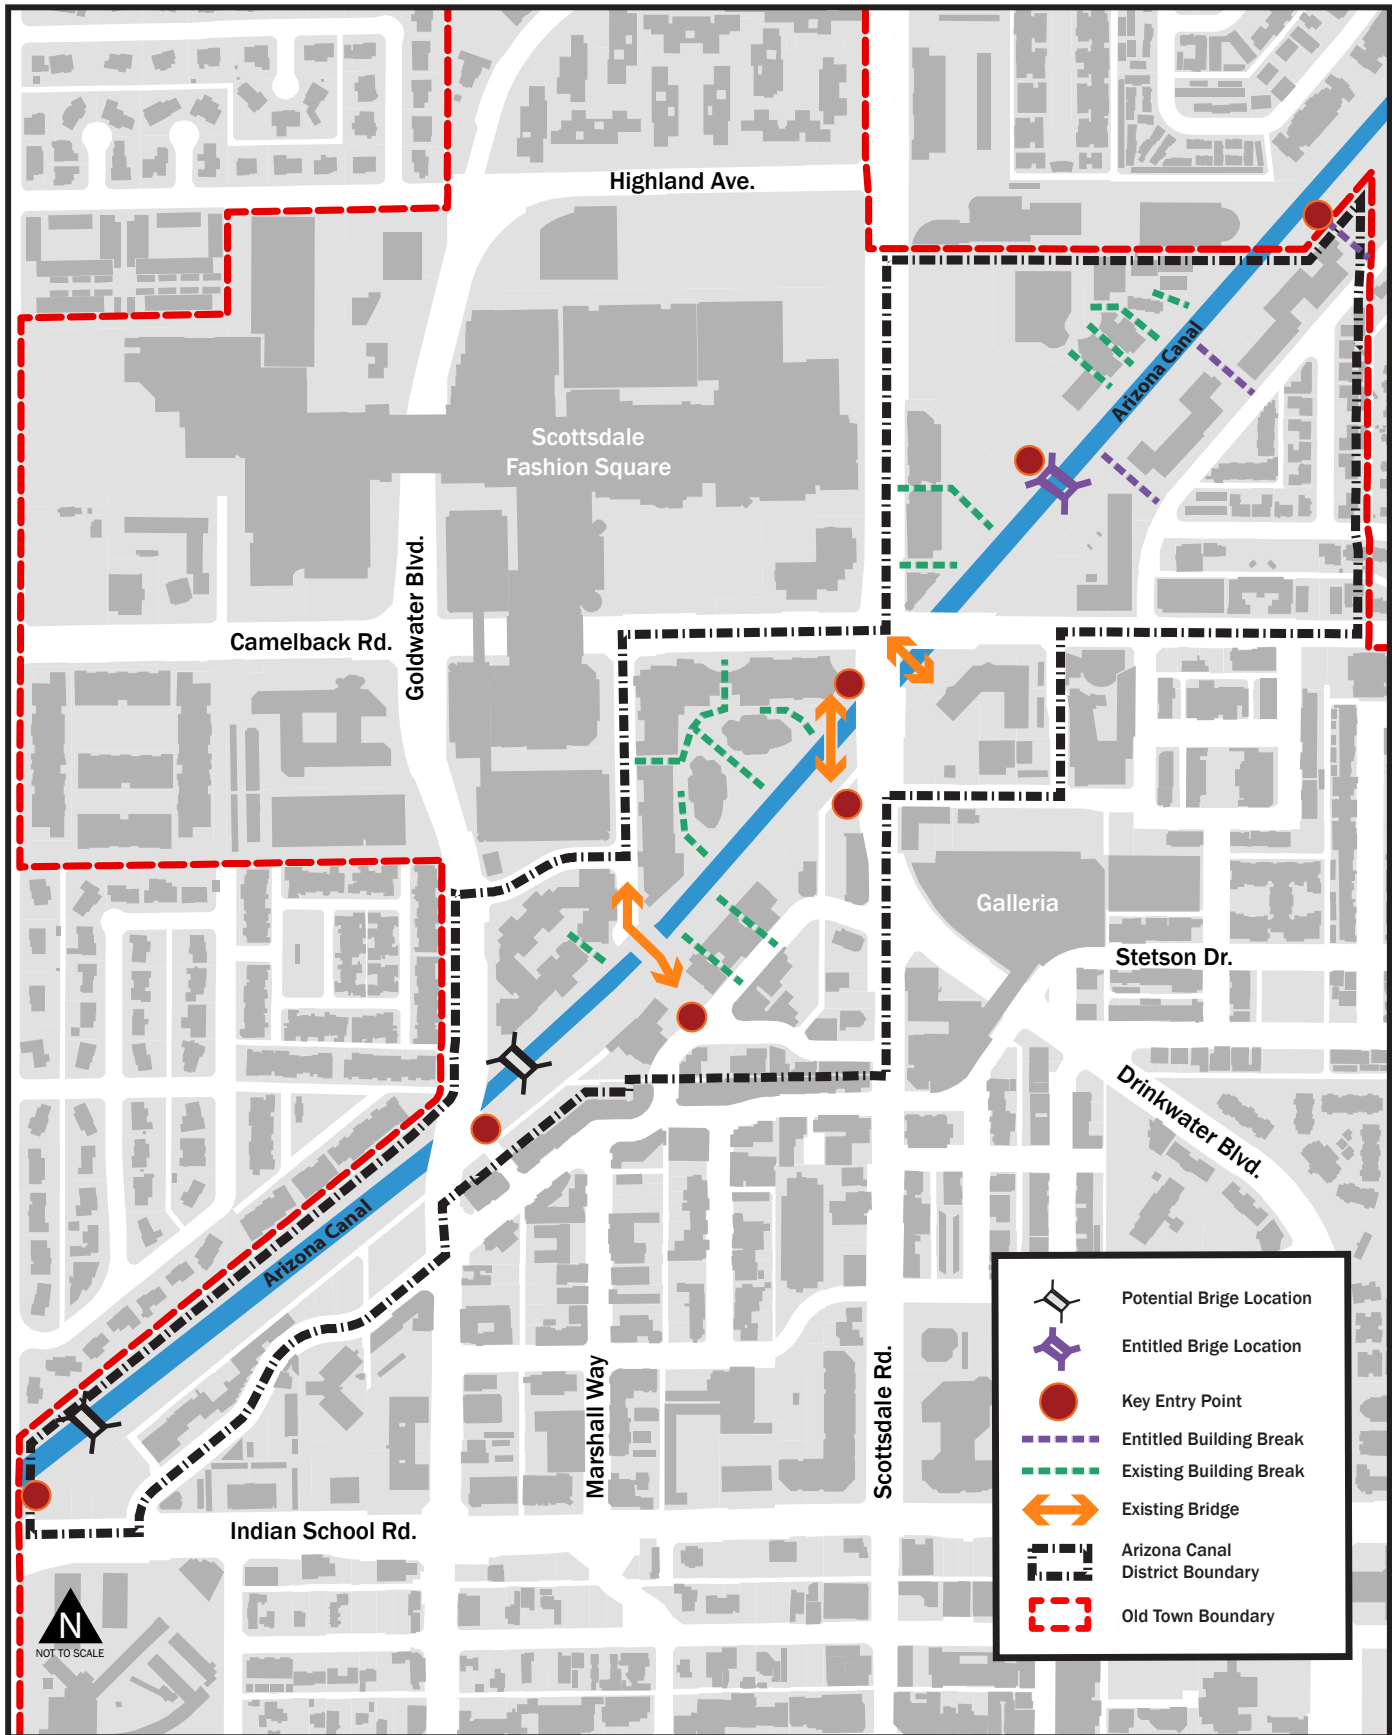 Highland Ave.
Arizona Canal
Scottsdale
Fashion Square
Goldwater Blvd.
Camelback Rd.
Galleria
Stetson Dr.
Drinkwater Blvd.
Arizona Canal
Marshall Way
Scottsdale Rd.
Indian School Rd.
N
NOT TO SCALE
Potential Brige Location
Entitled Brige Location
Key Entry Point
Entitled Building Break
Existing Building Break
Existing Bridge
Arizona Canal
District Boundary
Old Town Boundary